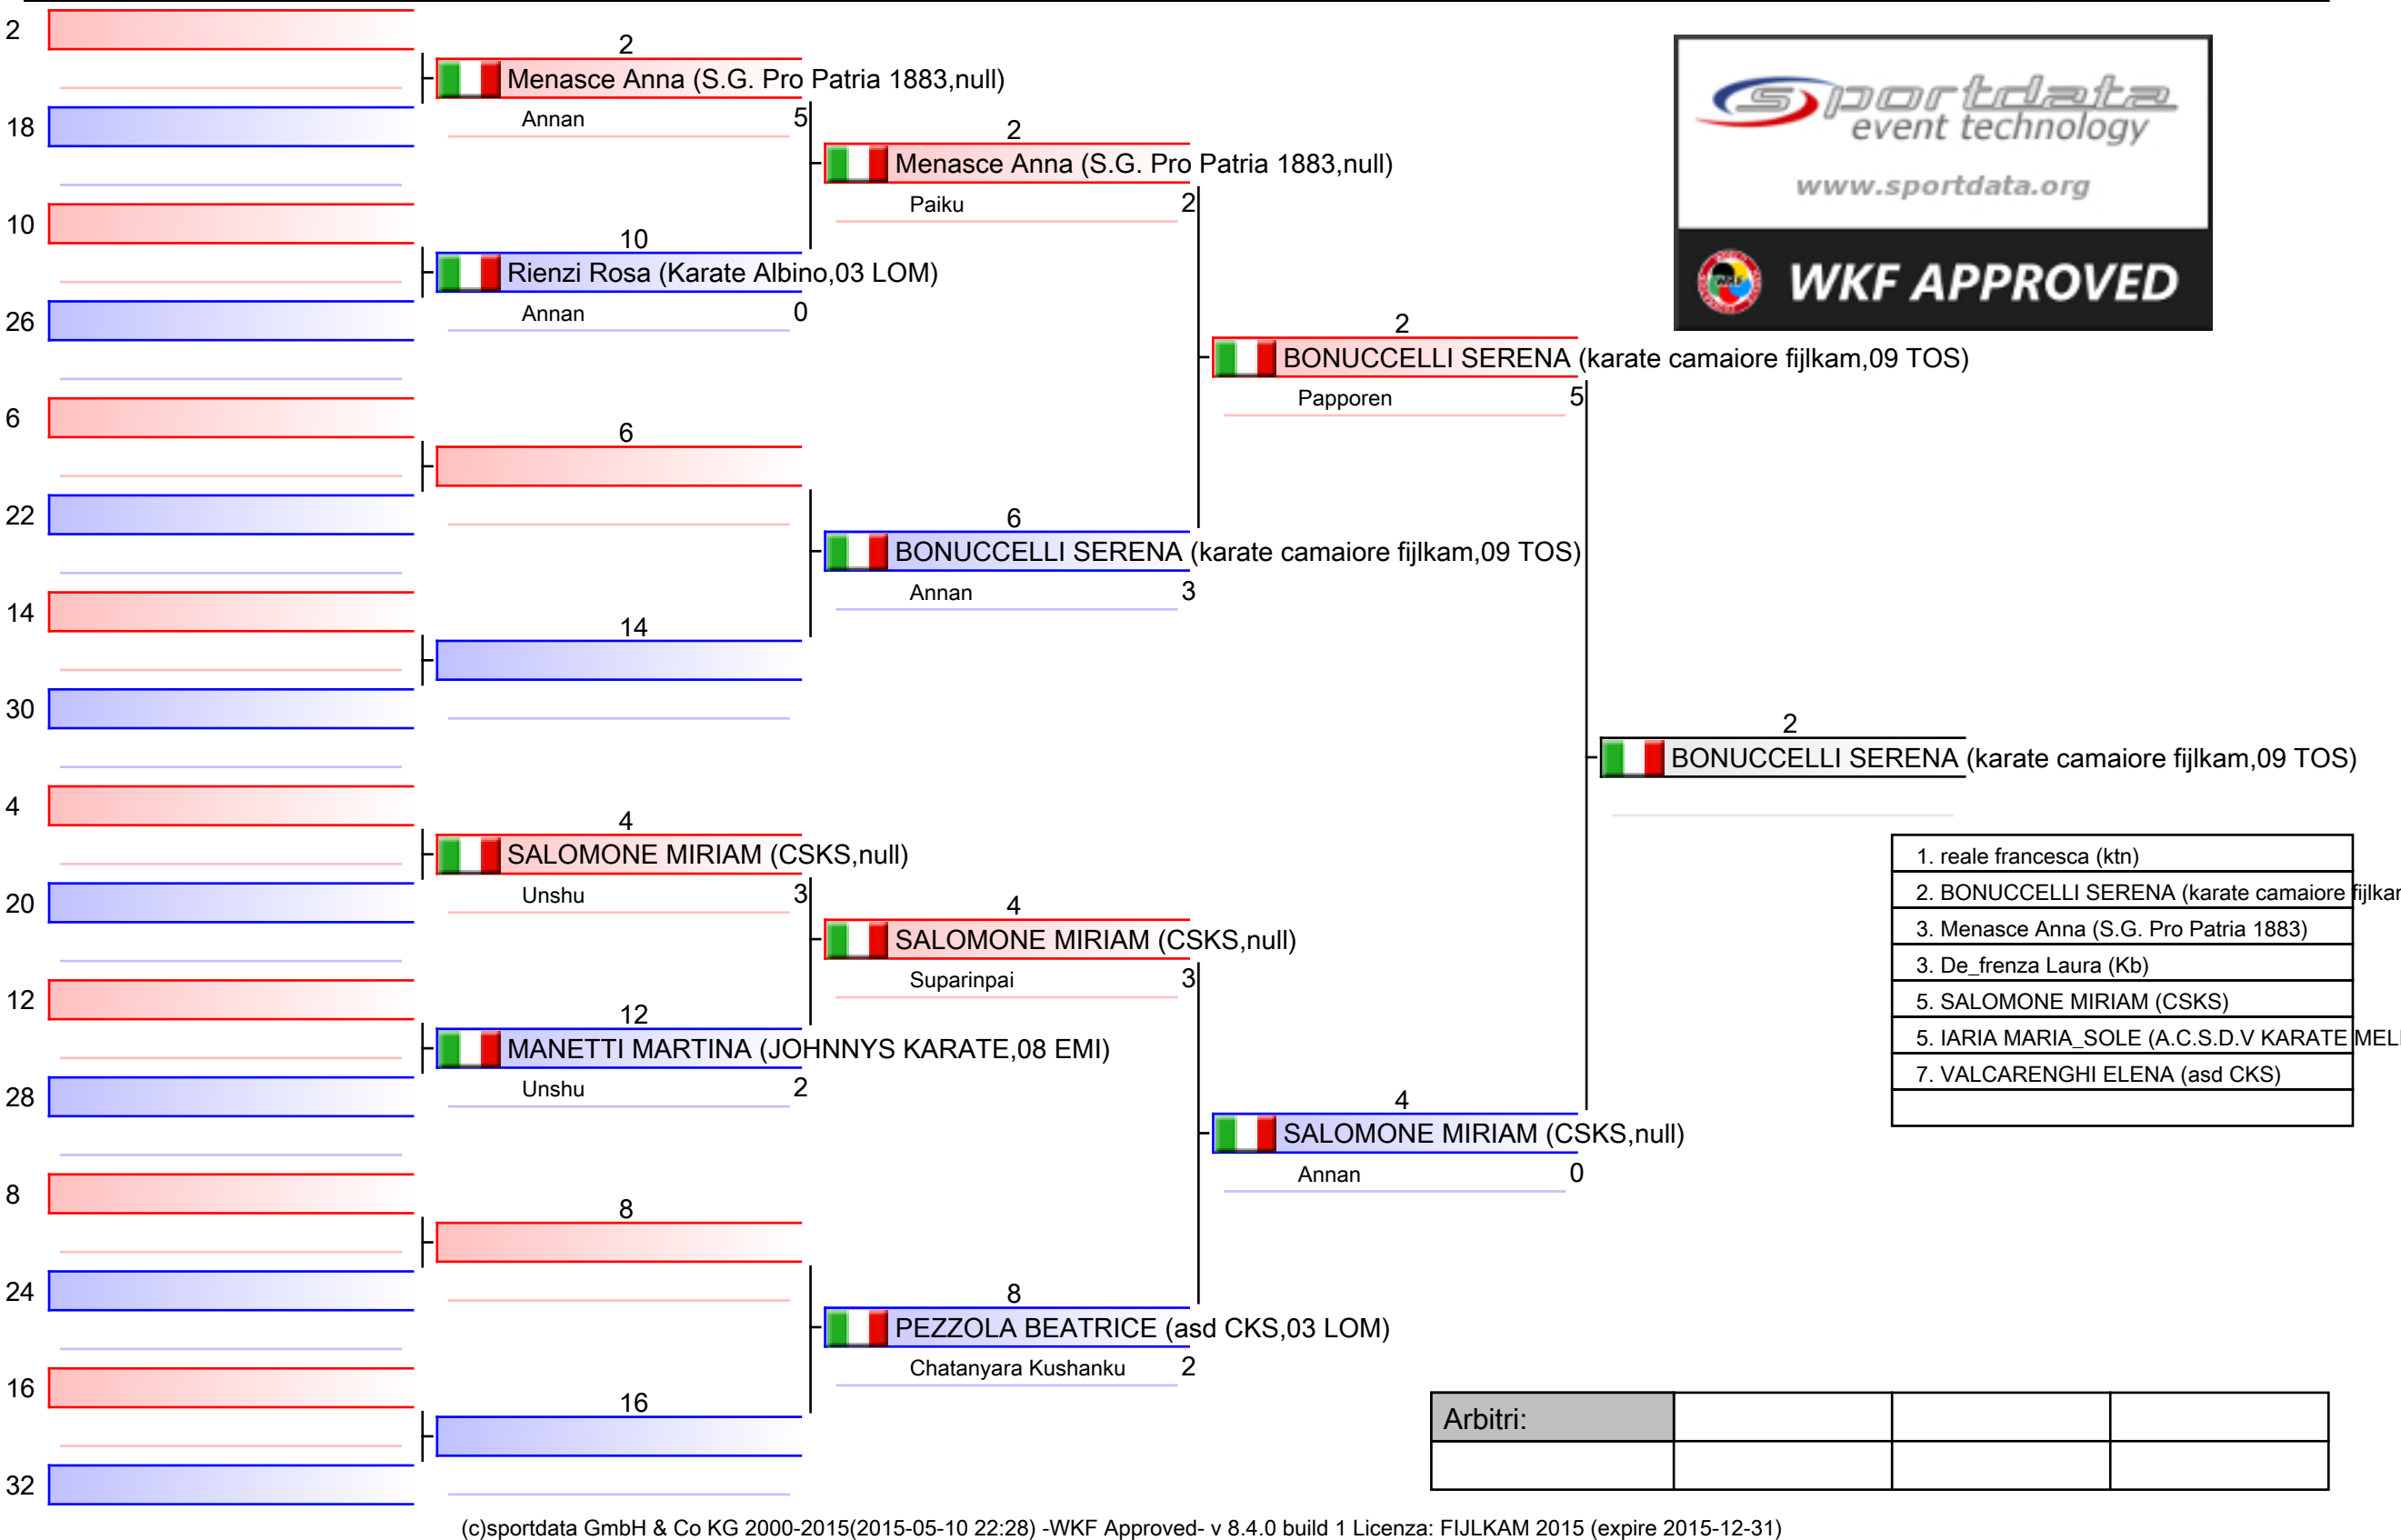 2
18
10
26
6
22
14
30
4
20
12
28
8
24
16
32
2
Menasce Anna (S.G. Pro Patria 1883,null)
Annan 5
10
Rienzi Rosa (Karate Albino,03 LOM)
Annan 0
6
14
4
SALOMONE MIRIAM (CSKS,null)
Unshu 3
12
MANETTI MARTINA (JOHNNYS KARATE,08 EMI)
Unshu 2
8
16
2
Menasce Anna (S.G. Pro Patria 1883,null)
Paiku 2
6
BONUCCELLI SERENA (karate camaiore fijlkam,09 TOS)
Annan 3
4
SALOMONE MIRIAM (CSKS,null)
Suparinpai 3
8
PEZZOLA BEATRICE (asd CKS,03 LOM)
Chatanyara Kushanku 2
2
BONUCCELLI SERENA (karate camaiore fijlkam,09 TOS)
Papporen 5
4
SALOMONE MIRIAM (CSKS,null)
Annan 0
2
BONUCCELLI SERENA (karate camaiore fijlkam,09 TOS)
sportdata
event technology
www.sportdata.org
WKF APPROVED
1. reale francesca (ktn)
2. BONUCCELLI SERENA (karate camaiore
3. Menasce Anna (S.G. Pro Patria 1883)
3. De_frenza Laura (Kb)
5. SALOMONE MIRIAM (CSKS)
5. IARIA MARIA_SOLE (A.C.S.D.V KARATE
7. VALCARENGHI ELENA (asd CKS)
Arbitri:
(c)sportdata GmbH & Co KG 2000-2015(2015-05-10 22:28) -WKF Approved- v 8.4.0 build 1 Licenza: FIJLKAM 2015 (expire 2015-12-31)